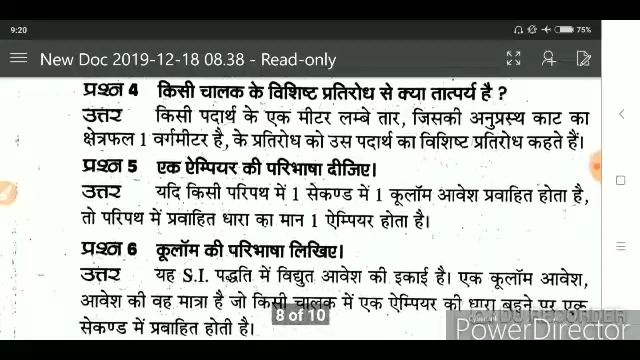 9:20
75%
New Doc 2019-12-18 08.38 - Read-only
प्रश्न 4 किसी चालक के विशिष्ट प्रतिरोध से क्या तात्पर्य है ?
उत्तर किसी पदार्थ के एक मीटर लम्बे तार, जिसकी अनुप्रस्थ काट का
क्षेत्रफल 1 वर्गमीटर है, के प्रतिरोध को उस पदार्थ का विशिष्ट प्रतिरोध कहते हैं।
प्रश्न 5 एक ऐम्पियर की परिभाषा दीजिए।
उत्तर यदि किसी परिपथ में 1 सेकण्ड में 1 कूलॉम आवेश प्रवाहित होता है,
तो परिपथ में प्रवाहित धारा का मान 1 ऐम्पियर होता है।
प्रश्न 6 कूलॉम की परिभाषा लिखिए।
उत्तर यह S.I. पद्धति में विद्युत आवेश की इकाई है। एक कूलॉम आवेश,
आवेश की वह मात्रा है जो किसी चालक में एक ऐम्पियर की धारा बहने पर एक
सेकण्ड में प्रवाहित होती है।
8 of 10
PowerDirector